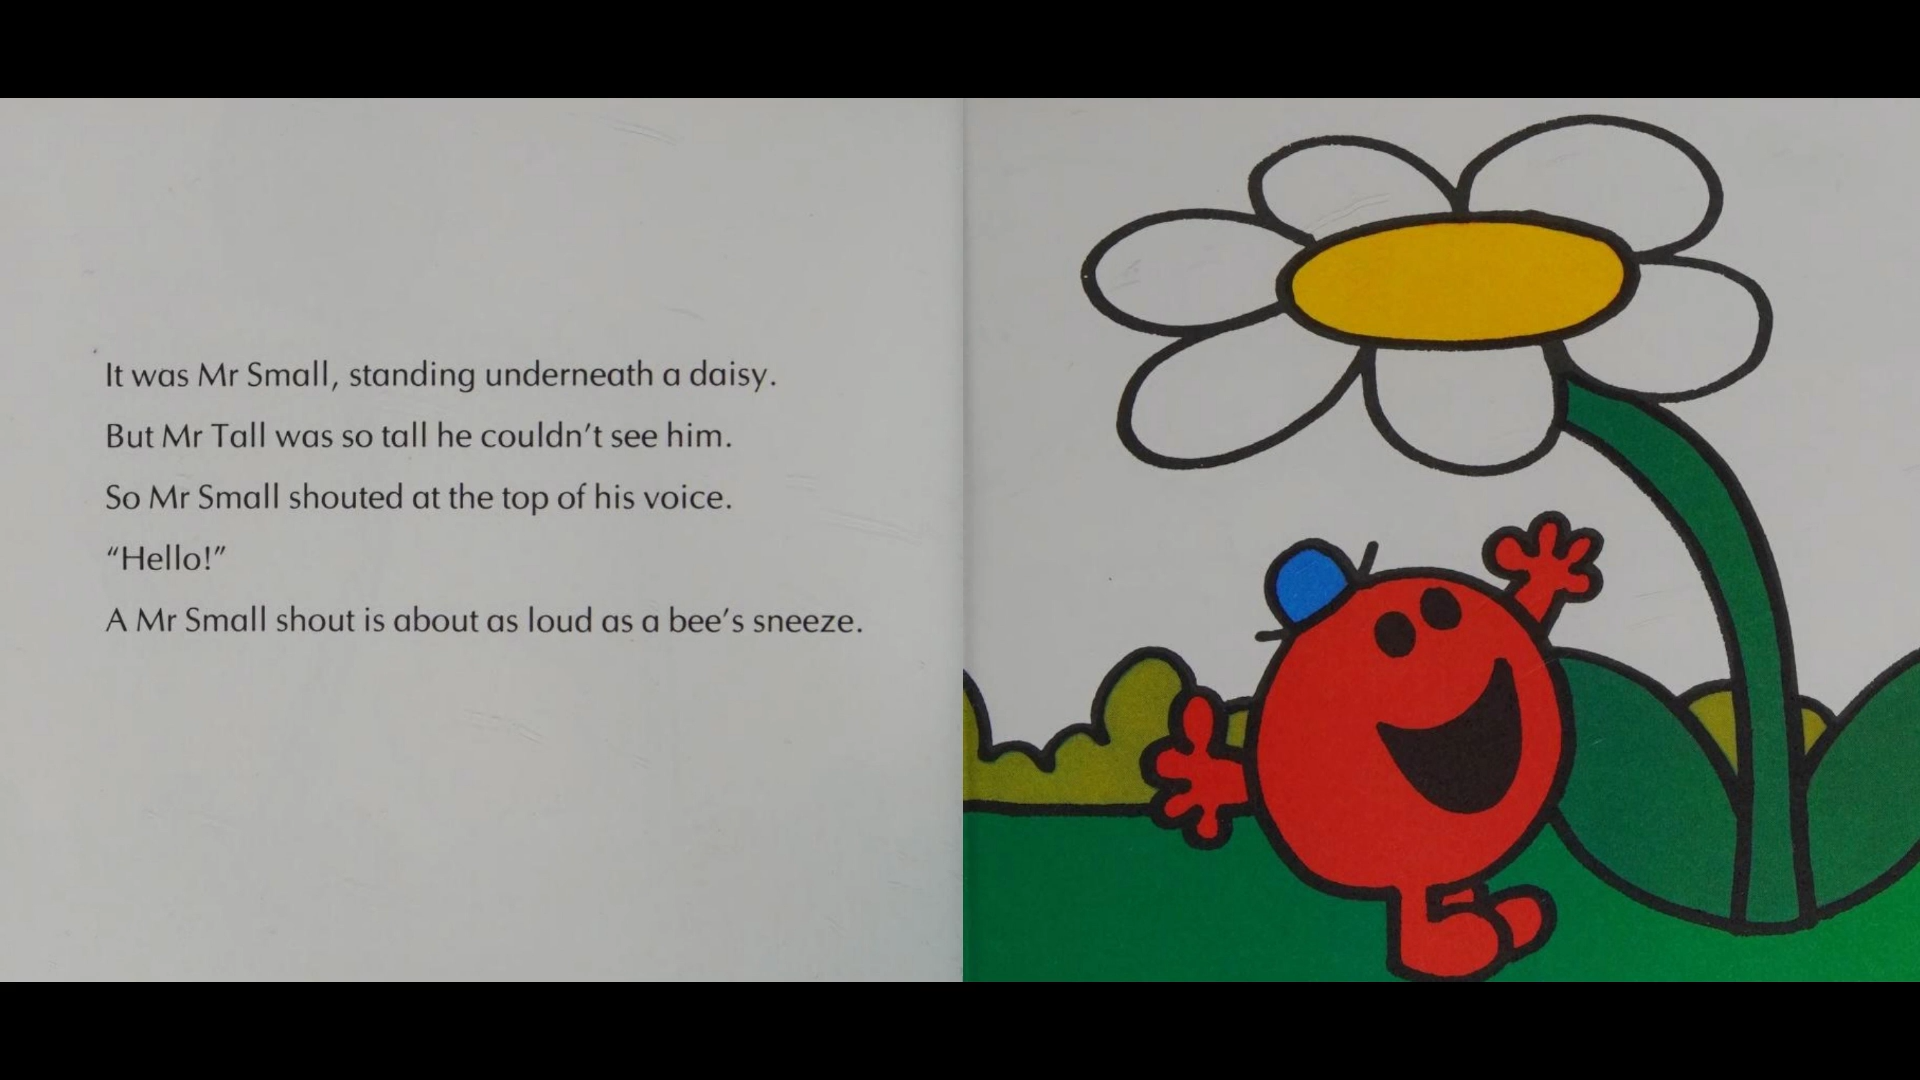 It was Mr Small, standing underneath a daisy.
But Mr Tall was so tall he couldn’t see him.
So Mr Small shouted at the top of his voice.
“Hello!”
A Mr Small shout is about as loud as a bee’s sneeze.